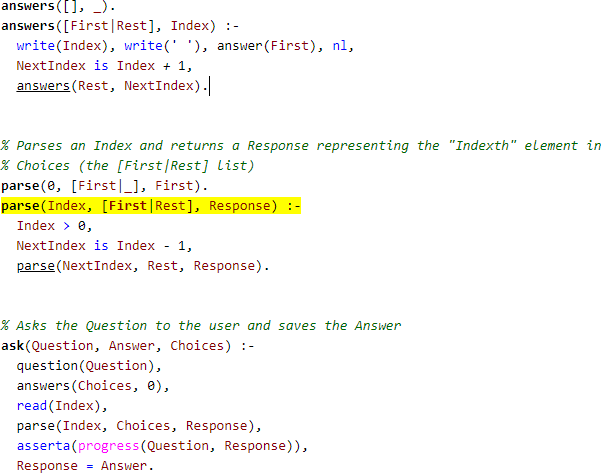 answers([], _).
answers([First|Rest], Index) :-
  write(Index), write(' '), answer(First), nl,
  NextIndex is Index + 1,
  answers(Rest, NextIndex).
% Parses an Index and returns a Response representing the "Indexth" element in
% Choices (the [First|Rest] list)
parse(0, [First|_], First).
parse(Index, [First|Rest], Response) :-
  Index > 0,
  NextIndex is Index - 1,
  parse(NextIndex, Rest, Response).
% Asks the Question to the user and saves the Answer
ask(Question, Answer, Choices) :-
  question(Question),
  answers(Choices, 0),
  read(Index),
  parse(Index, Choices, Response),
  asserta(progress(Question, Response)),
  Response = Answer.